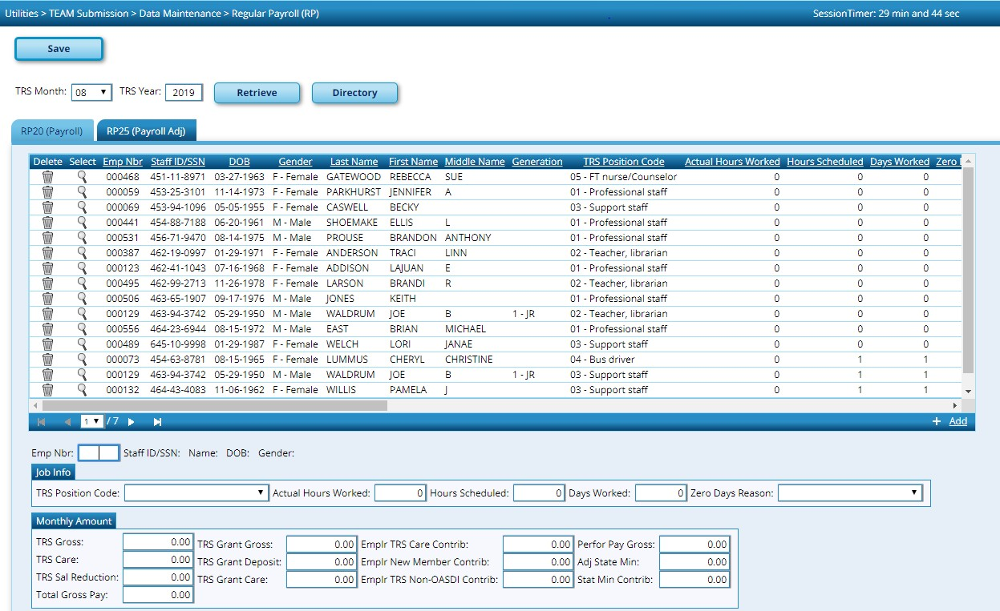 Utilities > TEAM Submission > Data Maintenance > Regular Payroll (RP) SessionTimer: 29 min and 44 sec
Save
TRS Month: 08 TRS Year: 2019 Retrieve Directory
RP20 (Payroll) RP25 (Payroll Adj)
Delete Select Emp Nbr Staff ID/SSN DOB Gender Last Name First Name Middle Name Generation TRS Position Code Actual Hours Worked Hours Scheduled Days Worked Zero
000468 451-11-8971 03-27-1963 F - Female GATEWOOD REBECCA SUE 05 - FT nurse/Counselor 0 0 0
000059 453-25-3101 11-14-1973 F - Female PARKHURST JENNIFER A 01 - Professional staff 0 0 0
000069 453-94-1096 05-05-1955 F - Female CASWELL BECKY 03 - Support staff 0 0 0
000441 454-88-7188 06-20-1961 M - Male SHOEMAKE ELLIS L 01 - Professional staff 0 0 0
000531 456-71-9470 08-14-1975 M - Male PROUSE BRANDON ANTHONY 01 - Professional staff 0 0 0
000387 462-19-0997 01-29-1971 F - Female ANDERSON TRACI LINN 02 - Teacher, librarian 0 0 0
000123 462-41-1043 07-16-1968 F - Female ADDISON LAJUAN E 01 - Professional staff 0 0 0
000495 462-99-2713 11-26-1978 F - Female LARSON BRANDI R 02 - Teacher, librarian 0 0 0
000506 463-65-1907 09-17-1976 M - Male JONES KEITH 01 - Professional staff 0 0 0
000129 463-94-3742 05-29-1950 M - Male WALDRUM JOE B 1 - JR 02 - Teacher, librarian 0 0 0
000556 464-23-6944 08-15-1972 M - Male EAST BRIAN MICHAEL 01 - Professional staff 0 0 0
000489 645-10-9998 01-29-1987 F - Female WELCH LORI JANAE 03 - Support staff 0 0 0
000073 454-63-8781 08-15-1965 F - Female LUMMUS CHERYL CHRISTINE 04 - Bus driver 0 1 1
000129 463-94-3742 05-29-1950 M - Male WALDRUM JOE B 1 - JR 03 - Support staff 0 1 1
000132 464-43-4083 11-06-1962 F - Female WILLIS PAMELA J 03 - Support staff 0 1 1
1 / 7 + Add
Emp Nbr: Staff ID/SSN: Name: DOB: Gender:
Job Info
TRS Position Code: Actual Hours Worked: 0 Hours Scheduled: 0 Days Worked: 0 Zero Days Reason:
Monthly Amount
TRS Gross: 0.00 TRS Grant Gross: 0.00 Emplr TRS Care Contrib: 0.00 Perfor Pay Gross: 0.00
TRS Care: 0.00 TRS Grant Deposit: 0.00 Emplr New Member Contrib: 0.00 Adj State Min: 0.00
TRS Sal Reduction: 0.00 TRS Grant Care: 0.00 Emplr TRS Non-OASDI Contrib: 0.00 Stat Min Contrib: 0.00
Total Gross Pay: 0.00